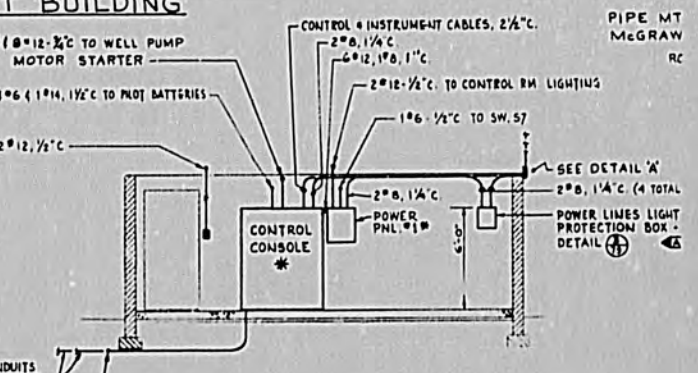 BUILDING
CONTROL & INSTRUMENT CABLES, 2½"C.
PIPE MT
McGRAW
RC
8#12-¾"C TO WELL PUMP
MOTOR STARTER
2#8, 1¼"C.
6#12, 1#8, 1"C.
2#12-½"C. TO CONTROL RM LIGHTING
1#6 & 1#14, 1½"C TO PILOT BATTERIES
1#6-½"C TO SW. 57
2#12, ½"C
SEE DETAIL 'A'
2#8, 1¼"C.
2#8, 1¼"C. (4 TOTAL
CONTROL
CONSOLE
*
POWER
PNL. #1 *
6'-0"
POWER LINES LIGHT
PROTECTION BOX -
DETAIL A
NDUITS